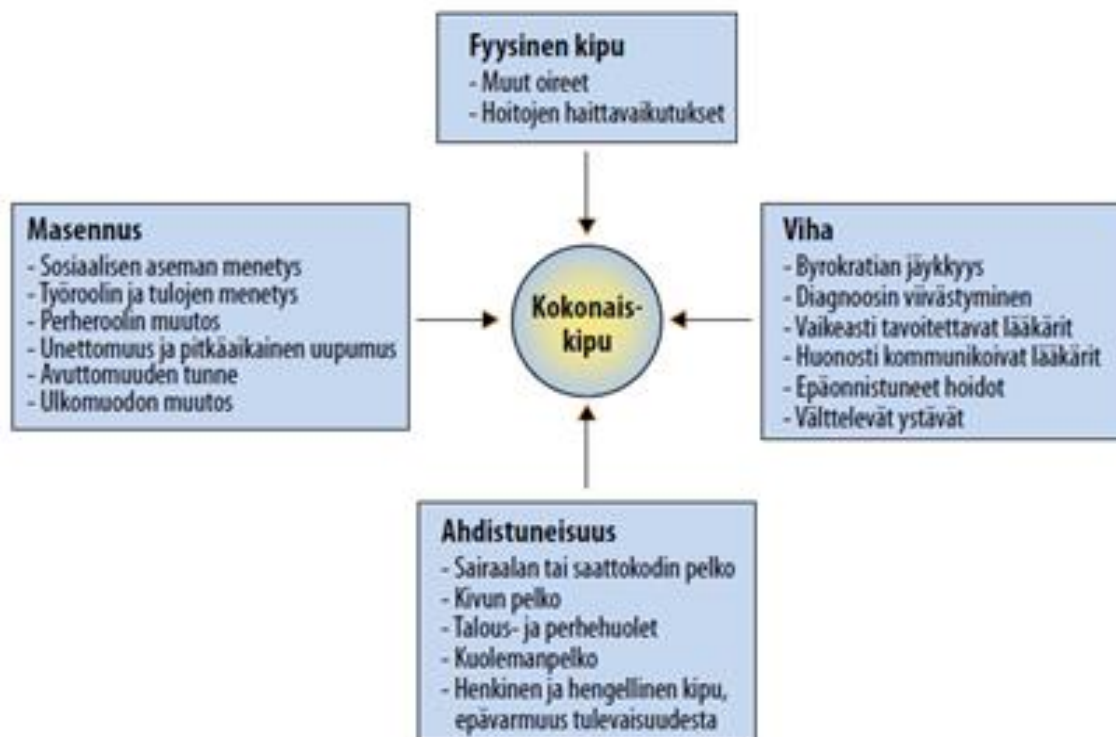 Fyysinen kipu
- Muut oireet
- Hoitojen haittavaikutukset
Masennus
- Sosiaalisen aseman menetys
- Työroolin ja tulojen menetys
- Perheroolin muutos
- Unettomuus ja pitkäaikainen uupumus
- Avuttomuuden tunne
- Ulkomuodon muutos
Kokonais-
kipu
Viha
- Byrokratian jäykkyys
- Diagnoosin viivästyminen
- Vaikeasti tavoitettavat lääkärit
- Huonosti kommunikoivat lääkärit
- Epäonnistuneet hoidot
- Välttelevät ystävät
Ahdistuneisuus
- Sairaalan tai saattokodin pelko
- Kivun pelko
- Talous- ja perhehuolet
- Kuolemanpelko
- Henkinen ja hengellinen kipu,
epävarmuus tulevaisuudesta